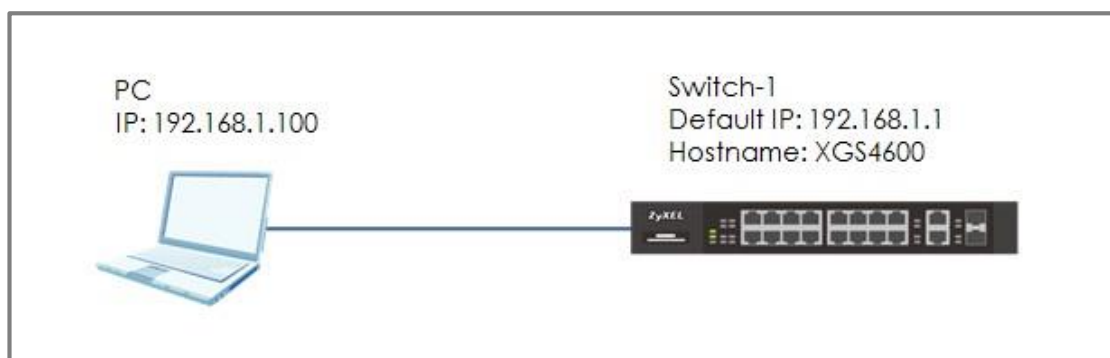 PC
IP: 192.168.1.100
Switch-1
Default IP: 192.168.1.1
Hostname: XGS4600
ZyXEL